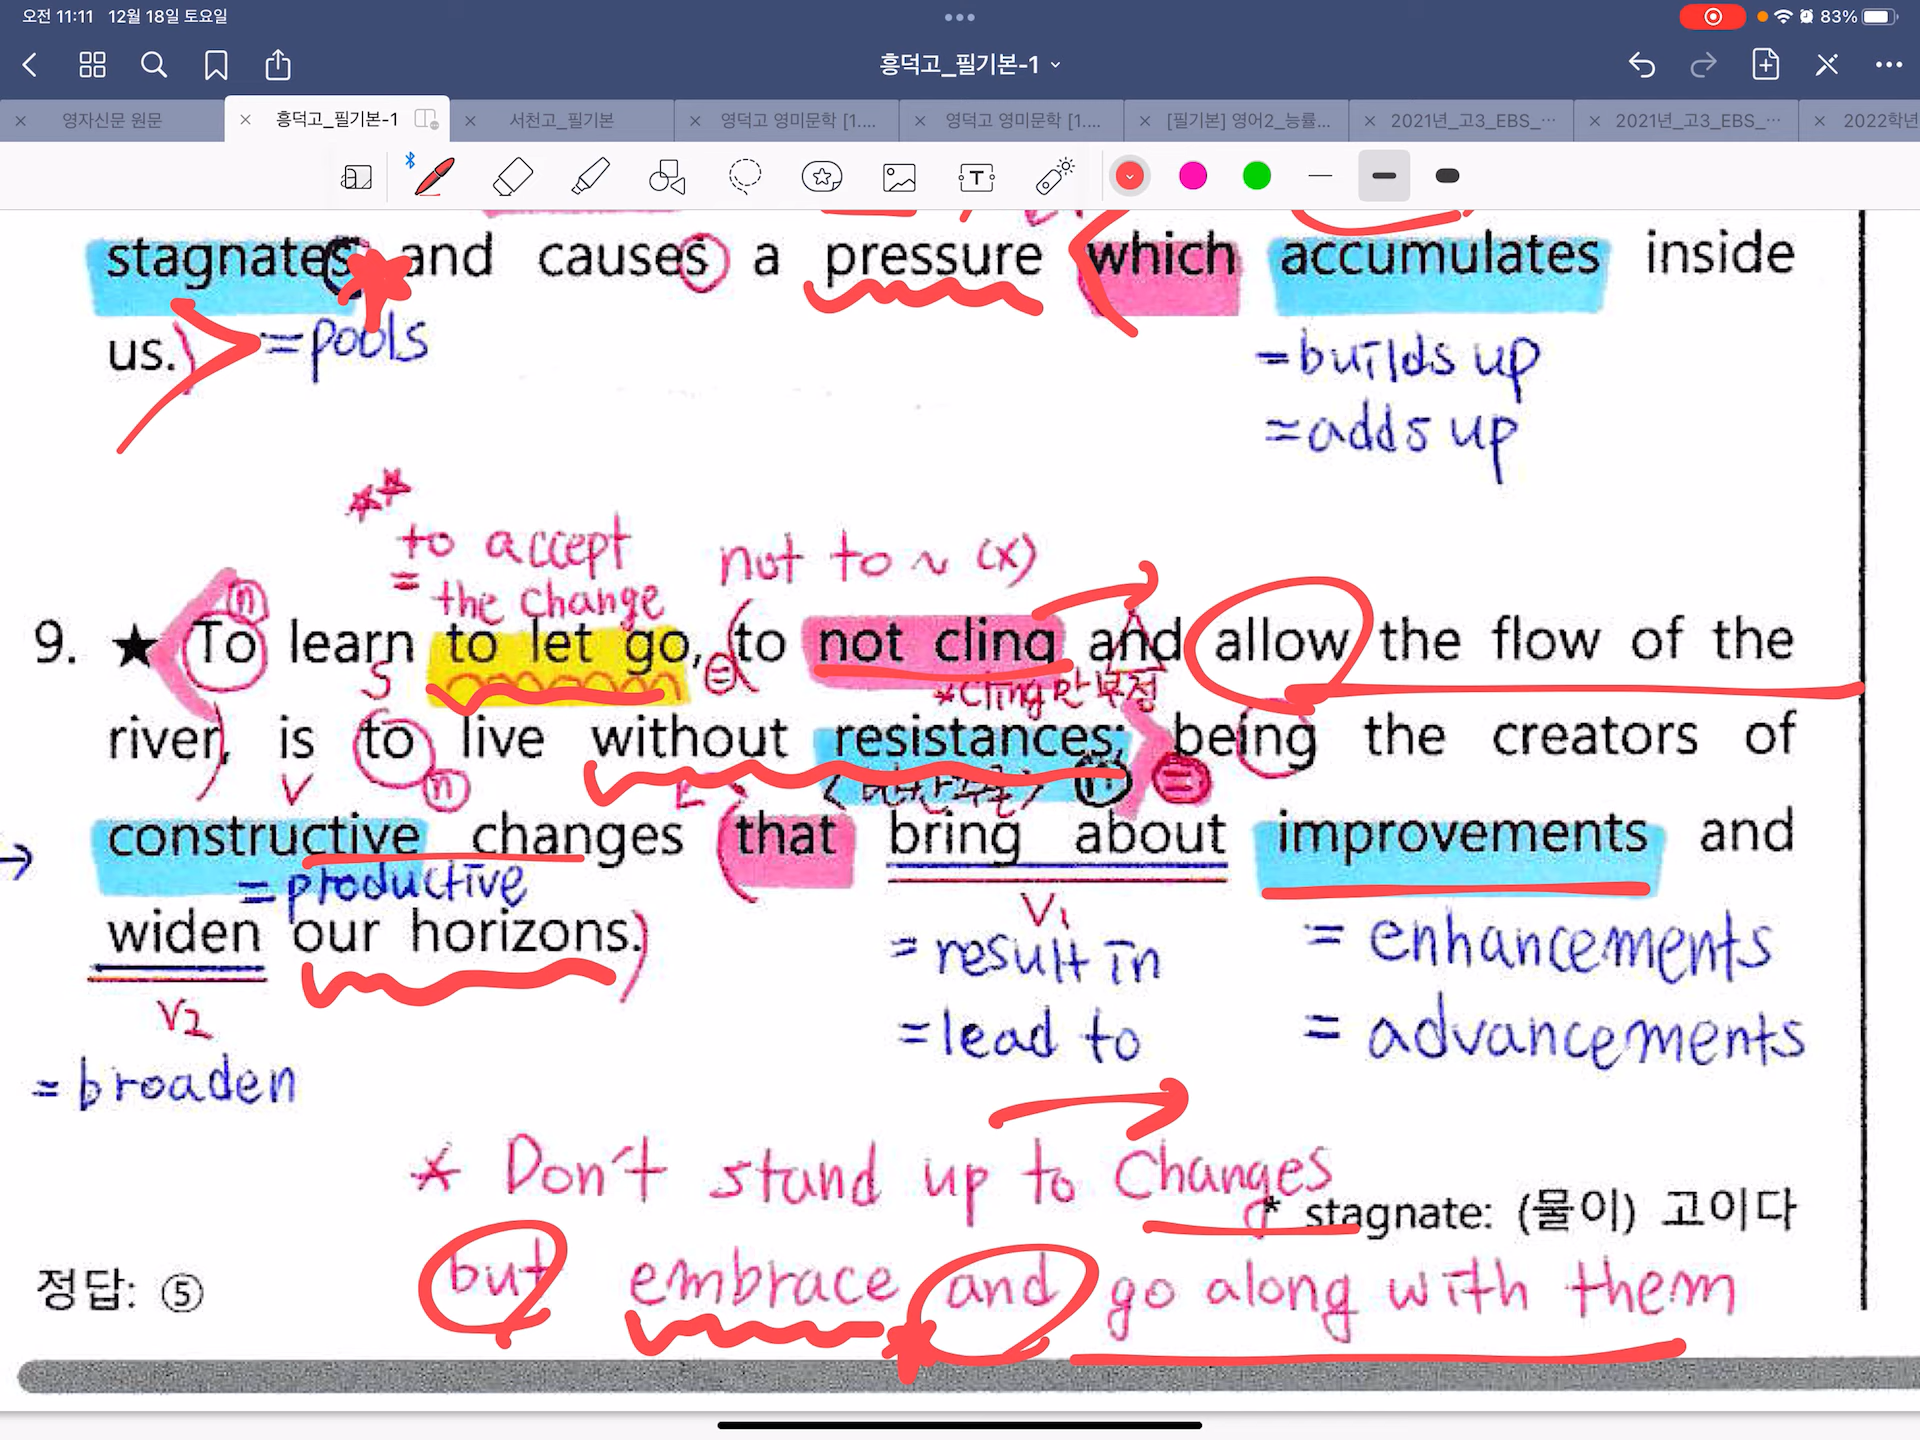 오전 11:11 12월 18일 토요일
83%
흥덕고_필기본-1
영자신문 원문
흥덕고_필기본-1
서천고_필기본
영덕고 영미문학 [1....
영덕고 영미문학 [1....
[필기본] 영어2_능률...
2021년_고3_EBS_...
2021년_고3_EBS_...
2022학년
stagnates and causes a pressure which accumulates inside
us.
=pools
=builds up
=adds up
to accept
= the change
not to ~ (x)
9. ★ To learn to let go, to not cling and allow the flow of the
*cling만 부정
river, is to live without resistances; being the creators of
constructive changes that bring about improvements and
= productive
widen our horizons.
V1
V2
= result in
= lead to
= enhancements
= advancements
= broaden
* Don't stand up to changes
* stagnate: (물이) 고이다
but embrace and go along with them
정답: ⑤